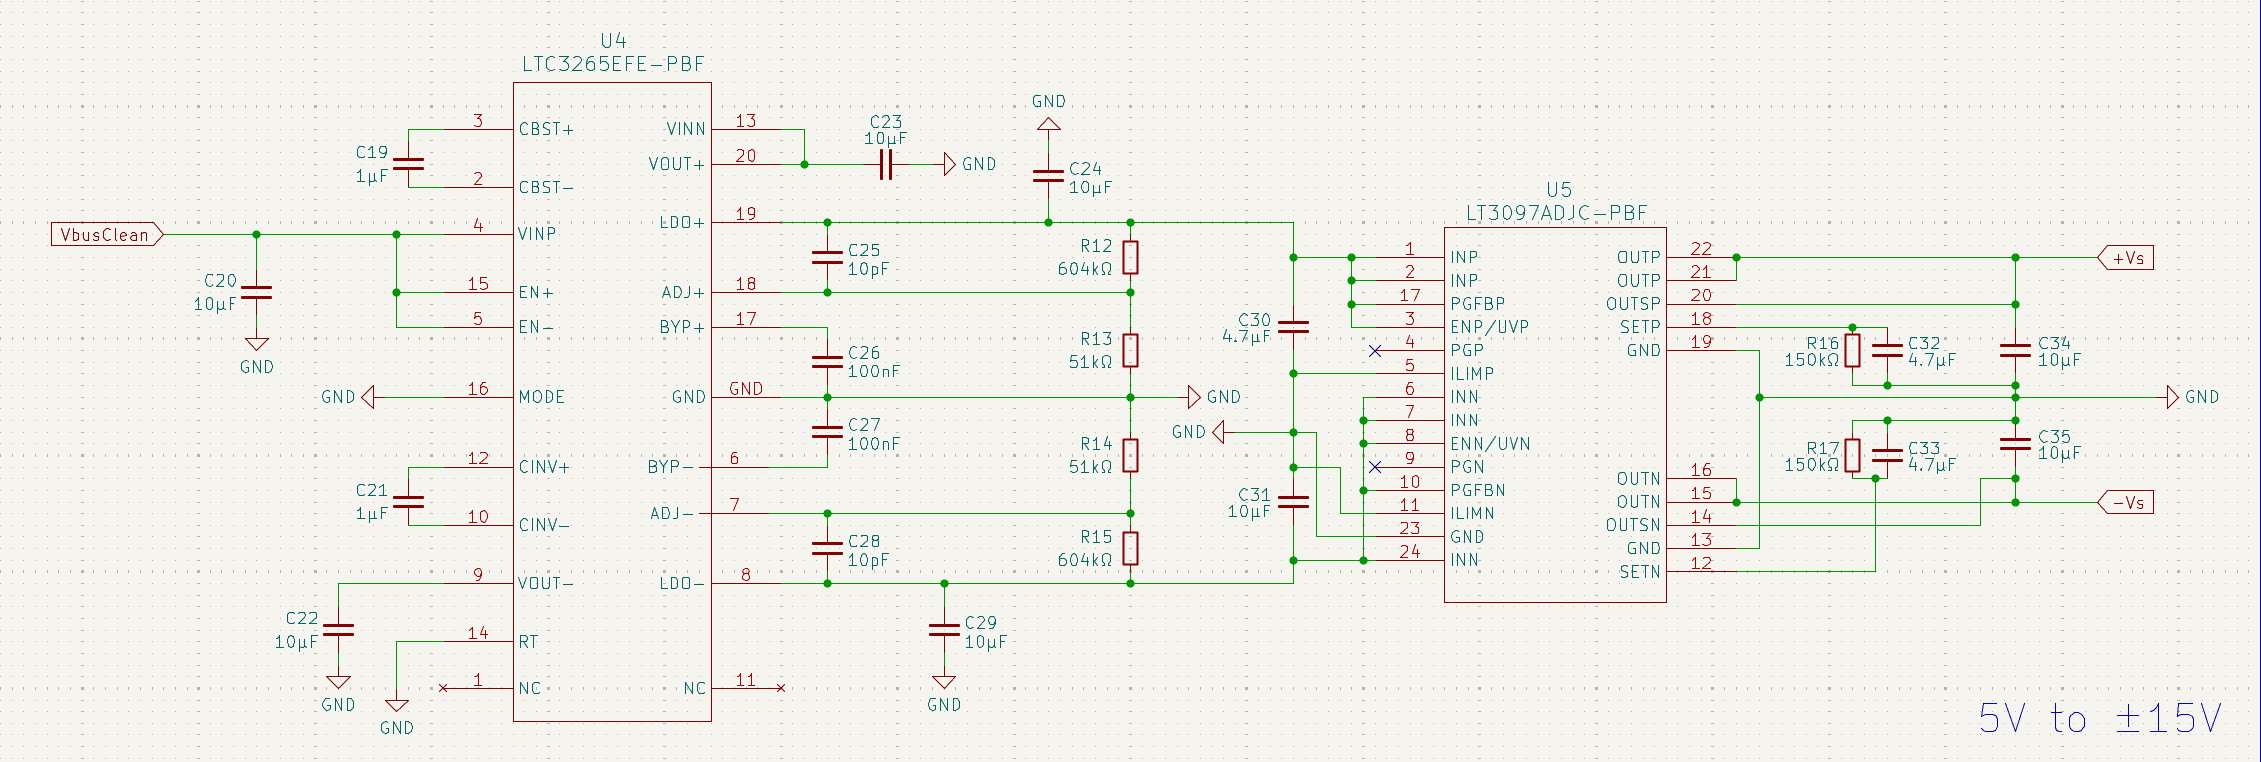 U4
LTC3265EFE-PBF
3
CBST+
C19
1µF
2
CBST-
VbusClean
4
VINP
C20
10µF
GND
15
EN+
5
EN-
GND
16
MODE
12
CINV+
C21
1µF
10
CINV-
9
VOUT-
C22
10µF
GND
14
RT
GND
1
NC
VINN
13
VOUT+
20
C23
10µF
GND
LDO+
19
GND
C24
10µF
C25
10pF
R12
604kΩ
ADJ+
18
BYP+
17
C26
100nF
R13
51kΩ
GND
GND
GND
C27
100nF
R14
51kΩ
BYP-
6
ADJ-
7
C28
10pF
R15
604kΩ
LDO-
8
C29
10µF
GND
NC
11
C30
4.7µF
GND
C31
10µF
U5
LT3097ADJC-PBF
1
INP
2
INP
17
PGFBP
3
ENP/UVP
4
PGP
5
ILIMP
6
INN
7
INN
8
ENN/UVN
9
PGN
10
PGFBN
11
ILIMN
23
GND
24
INN
OUTP
22
OUTP
21
OUTSP
20
SETP
18
GND
19
OUTN
16
OUTN
15
OUTSN
14
GND
13
SETN
12
+Vs
R16
150kΩ
C32
4.7µF
C34
10µF
GND
R17
150kΩ
C33
4.7µF
C35
10µF
-Vs
5V to ±15V